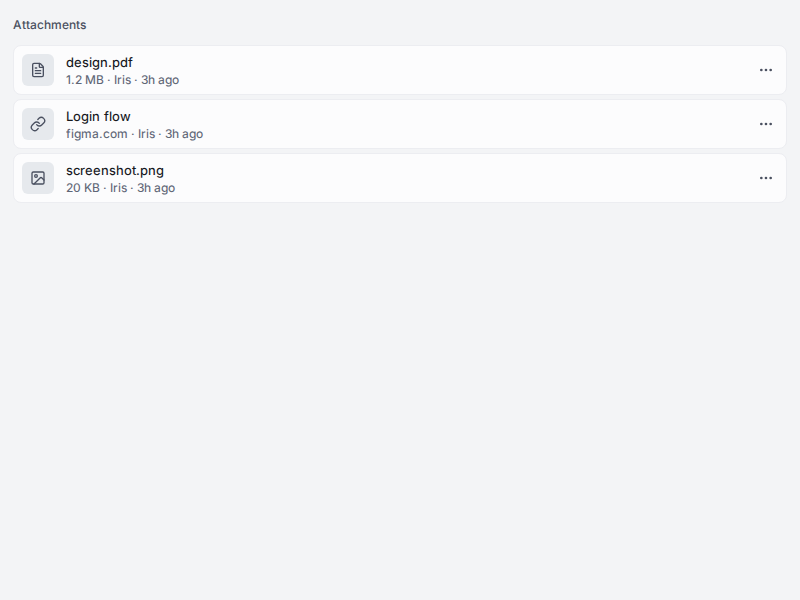 Attachments
design.pdf
1.2 MB · Iris · 3h ago
Login flow
figma.com · Iris · 3h ago
screenshot.png
20 KB · Iris · 3h ago